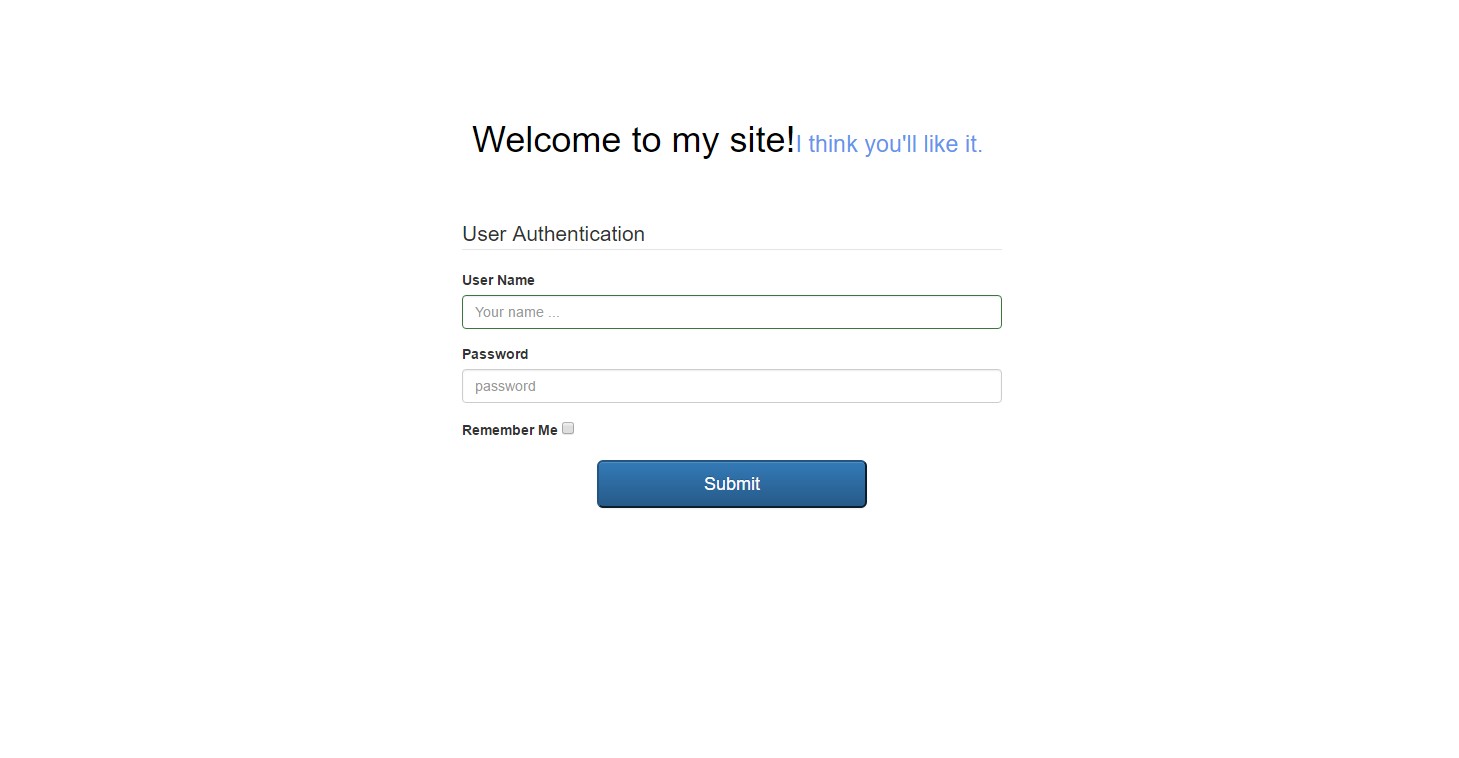 Welcome to my site!I think you'll like it.
User Authentication
User Name
Your name ...
Password
password
Remember Me
Submit